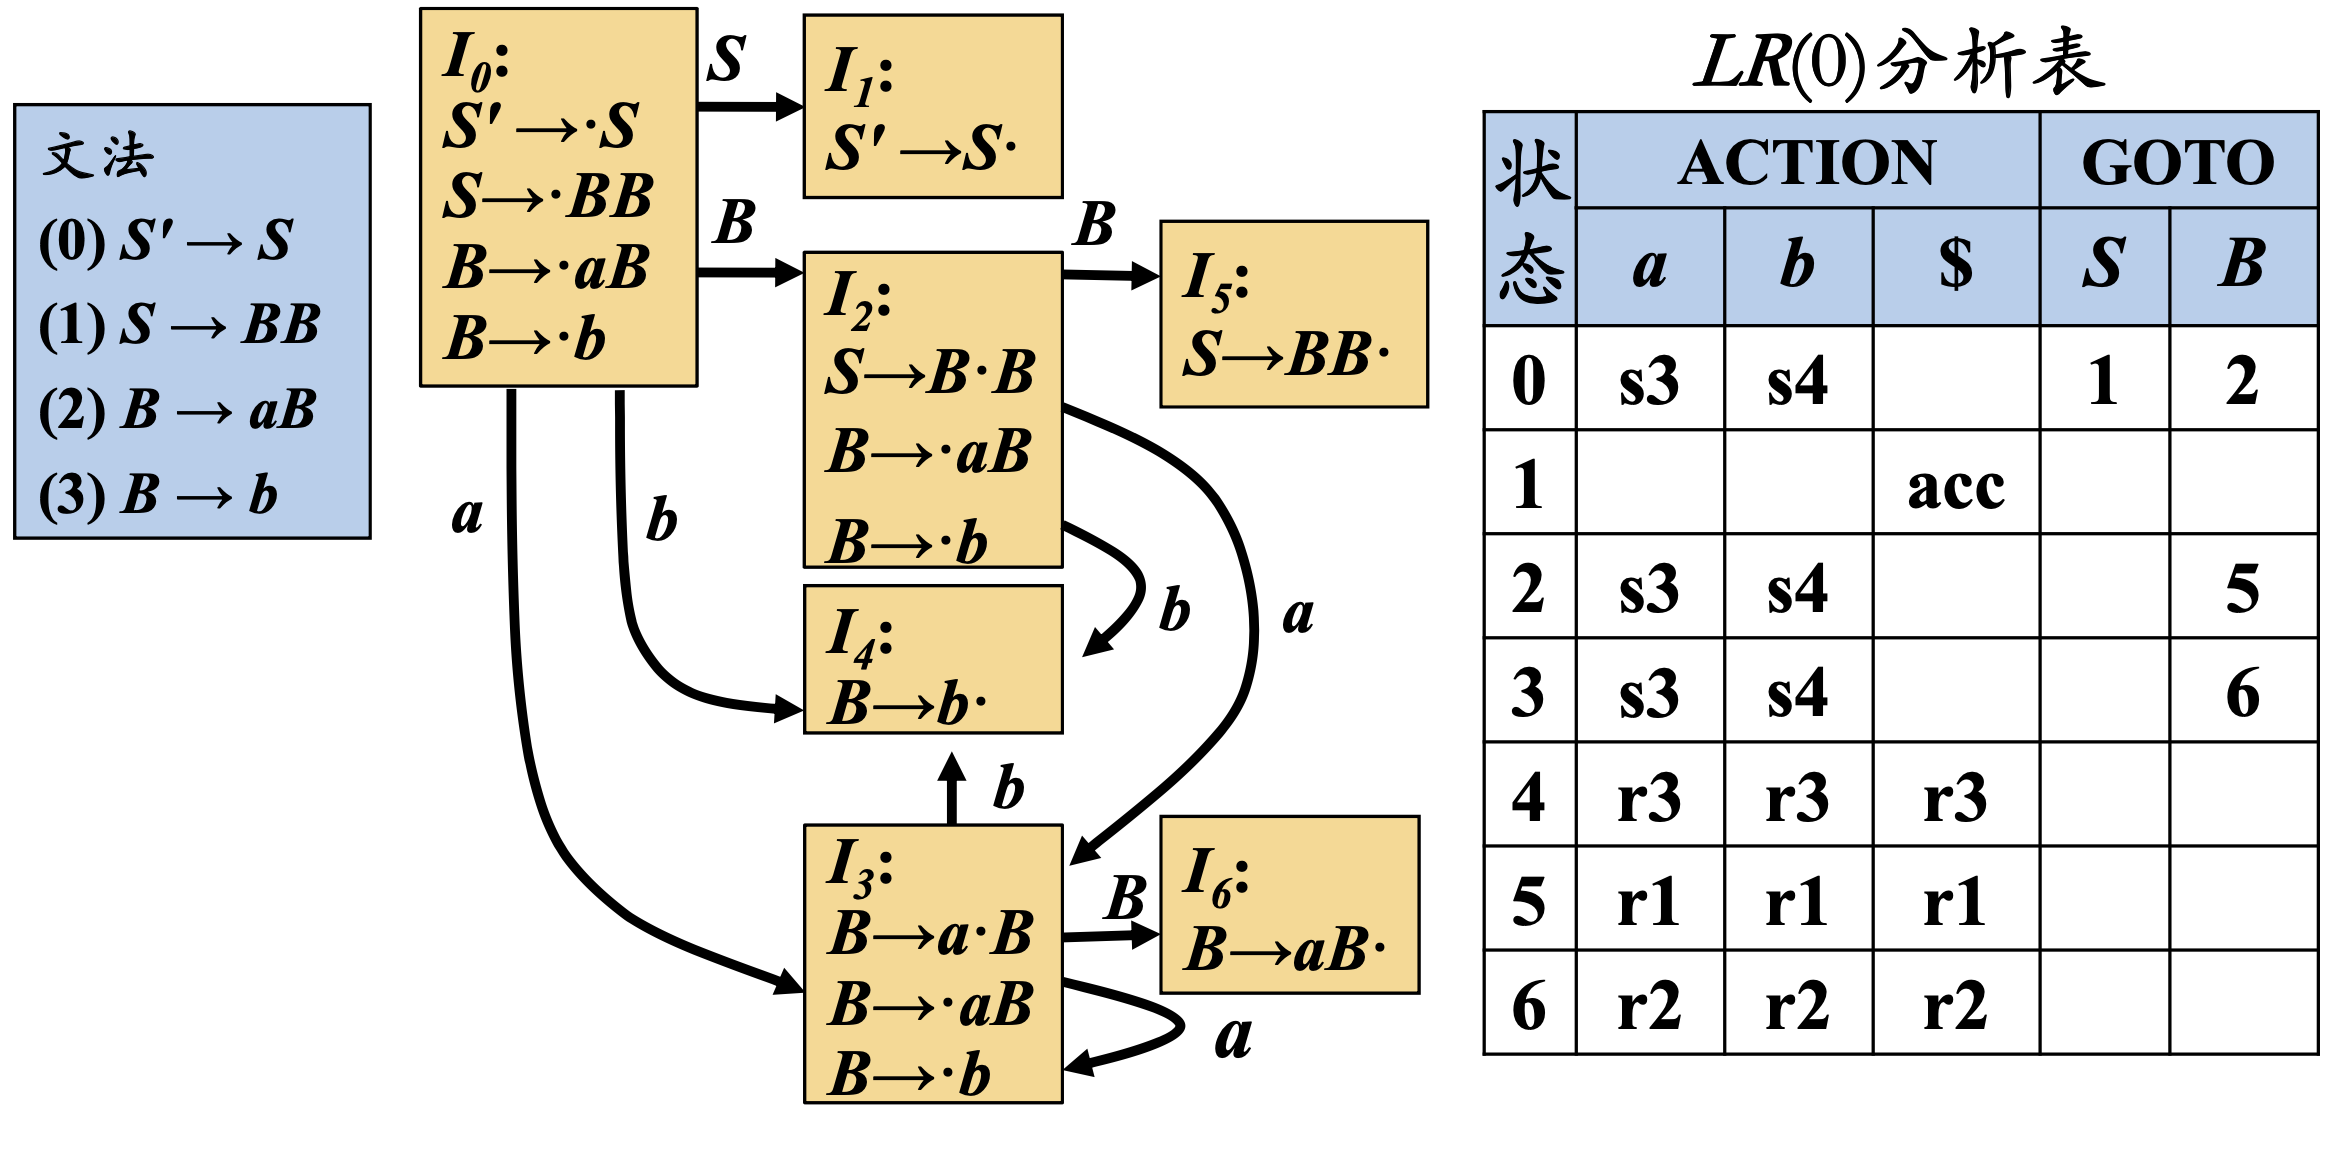 文法
(0) S' → S
(1) S → BB
(2) B → aB
(3) B → b
I0:
S' →·S
S→·BB
B→·aB
B→·b
S
B
a
b
I1:
S' →S·
I2:
S→B·B
B→·aB
B→·b
B
b
a
I5:
S→BB·
I4:
B→b·
b
I3:
B→a·B
B→·aB
B→·b
B
a
I6:
B→aB·
LR(0)分析表
状态 ACTION GOTO
a b $ S B
0 s3 s4 1 2
1 acc
2 s3 s4 5
3 s3 s4 6
4 r3 r3 r3
5 r1 r1 r1
6 r2 r2 r2